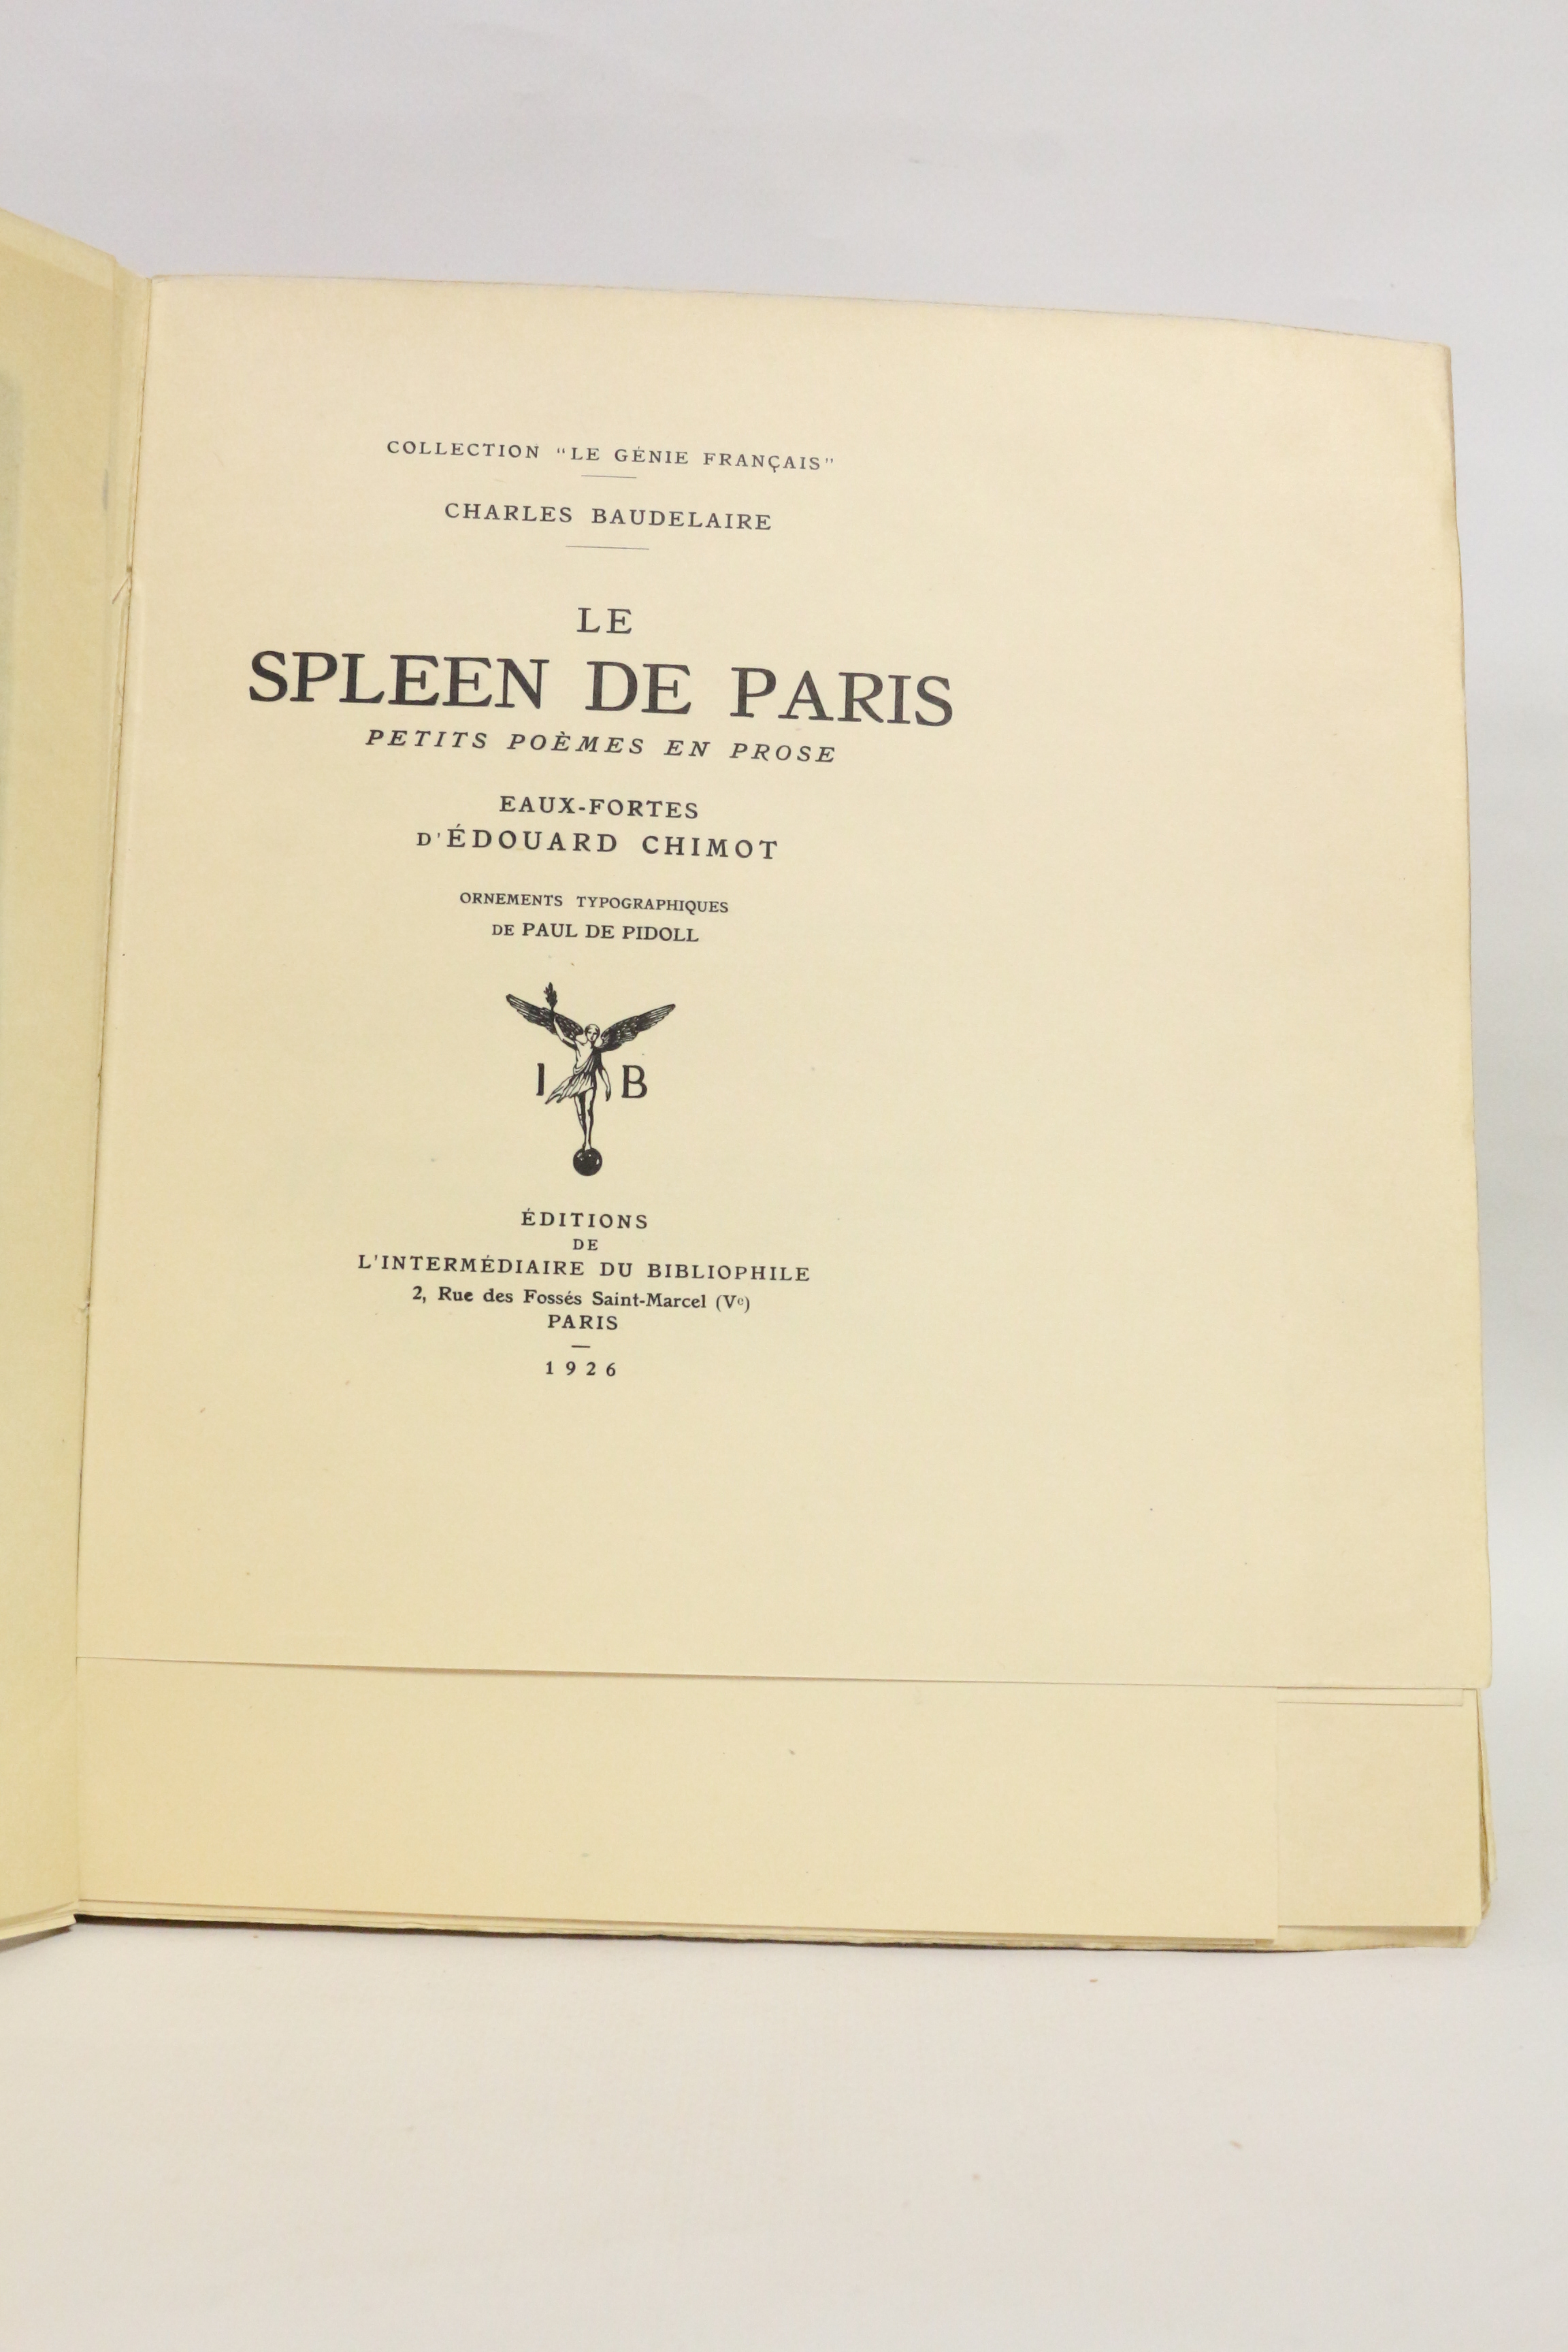 COLLECTION "LE GÉNIE FRANÇAIS"
CHARLES BAUDELAIRE
LE
SPLEEN DE PARIS
PETITS POÈMES EN PROSE
EAUX-FORTES
D'ÉDOUARD CHIMOT
ORNEMENTS TYPOGRAPHIQUES
DE PAUL DE PIDOLL
I B
ÉDITIONS
DE
L'INTERMÉDIAIRE DU BIBLIOPHILE
2, Rue des Fossés Saint-Marcel (Ve)
PARIS
1926